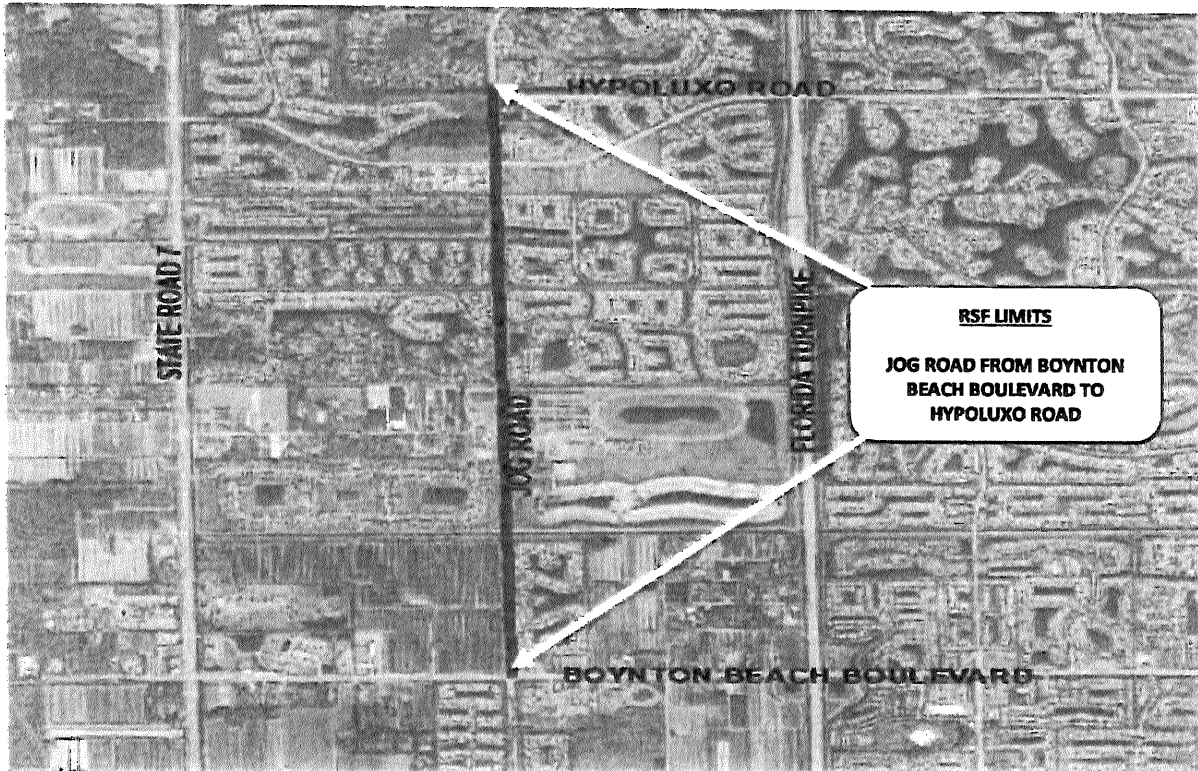 HYPOLUXO ROAD
STATE ROAD 7
FLORIDA TURNPIKE
RSF LIMITS
JOG ROAD FROM BOYNTON
BEACH BOULEVARD TO
HYPOLUXO ROAD
JOG ROAD
BOYNTON BEACH BOULEVARD